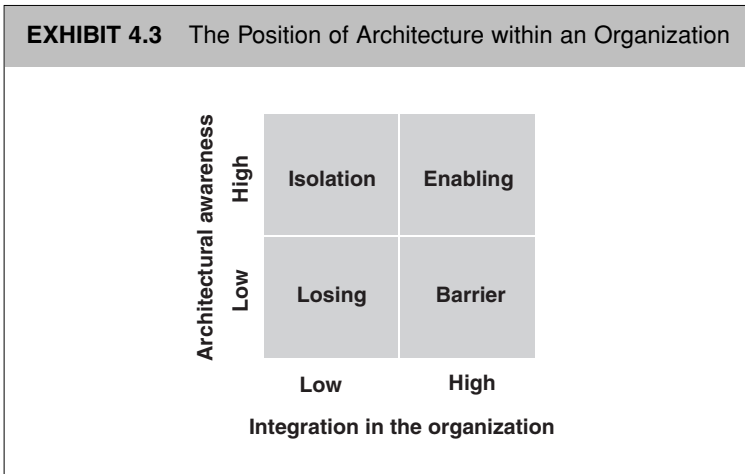 EXHIBIT 4.3 The Position of Architecture within an Organization
Architectural awareness
High
Low
Isolation Enabling
Losing Barrier
Low High
Integration in the organization